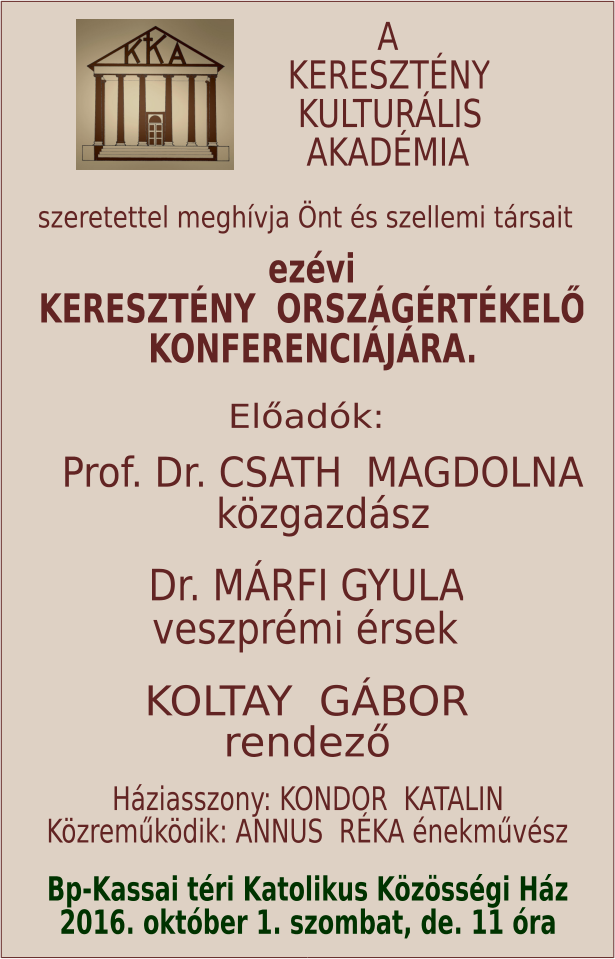 KKA
A
KERESZTÉNY
KULTURÁLIS
AKADÉMIA
szeretettel meghívja Önt és szellemi társait
ezévi
KERESZTÉNY ORSZÁGÉRTÉKELŐ
KONFERENCIÁJÁRA.
Előadók:
Prof. Dr. CSATH MAGDOLNA
közgazdász
Dr. MÁRFI GYULA
veszprémi érsek
KOLTAY GÁBOR
rendező
Háziasszony: KONDOR KATALIN
Közreműködik: ANNUS RÉKA énekművész
Bp-Kassai téri Katolikus Közösségi Ház
2016. október 1. szombat, de. 11 óra